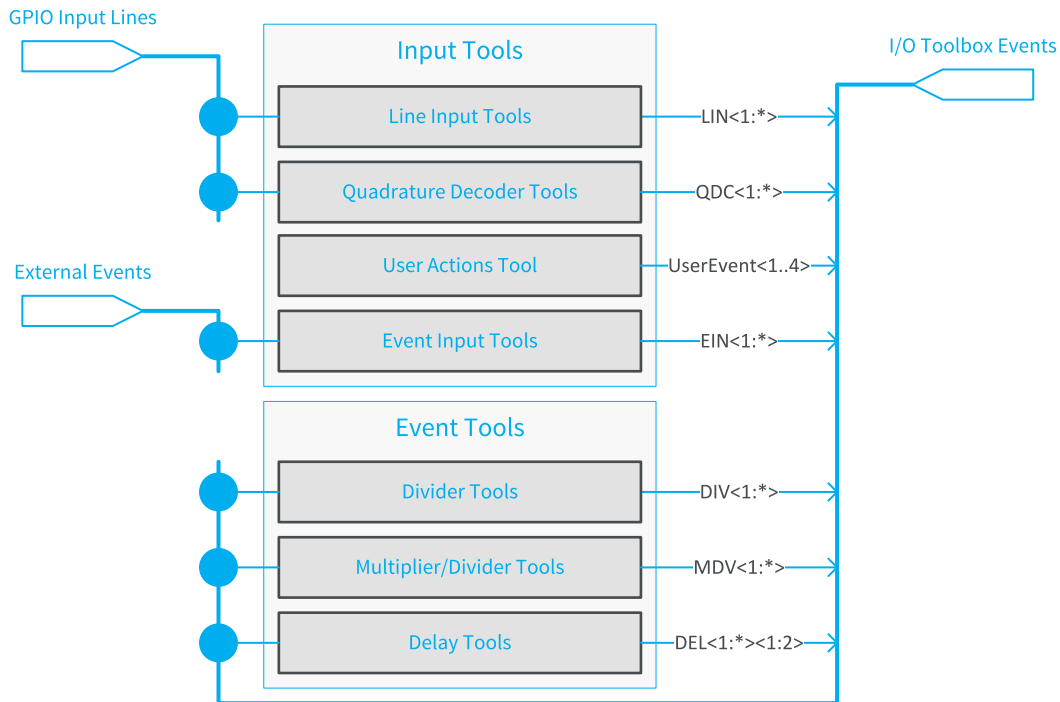 GPIO Input Lines
I/O Toolbox Events
Input Tools
Line Input Tools
LIN<1:*>
Quadrature Decoder Tools
QDC<1:*>
User Actions Tool
UserEvent<1..4>
External Events
Event Input Tools
EIN<1:*>
Event Tools
Divider Tools
DIV<1:*>
Multiplier/Divider Tools
MDV<1:*>
Delay Tools
DEL<1:*><1:2>